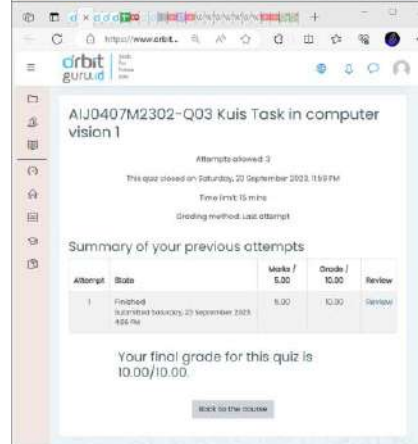 https://www.orbit...
orbit
guru.id
AIJ0407M2302-Q03 Kuis Task in computer
vision 1
Attempts allowed: 3
This quiz closed on Saturday, 23 September 2023, 11:59 PM
Time limit: 15 mins
Grading method: Last attempt
Summary of your previous attempts
Attempt State Marks / 5.00 Grade / 10.00 Review
1 Finished 5.00 10.00 Review
Submitted Saturday, 23 September 2023,
Your final grade for this quiz is
10.00/10.00.
Back to the course